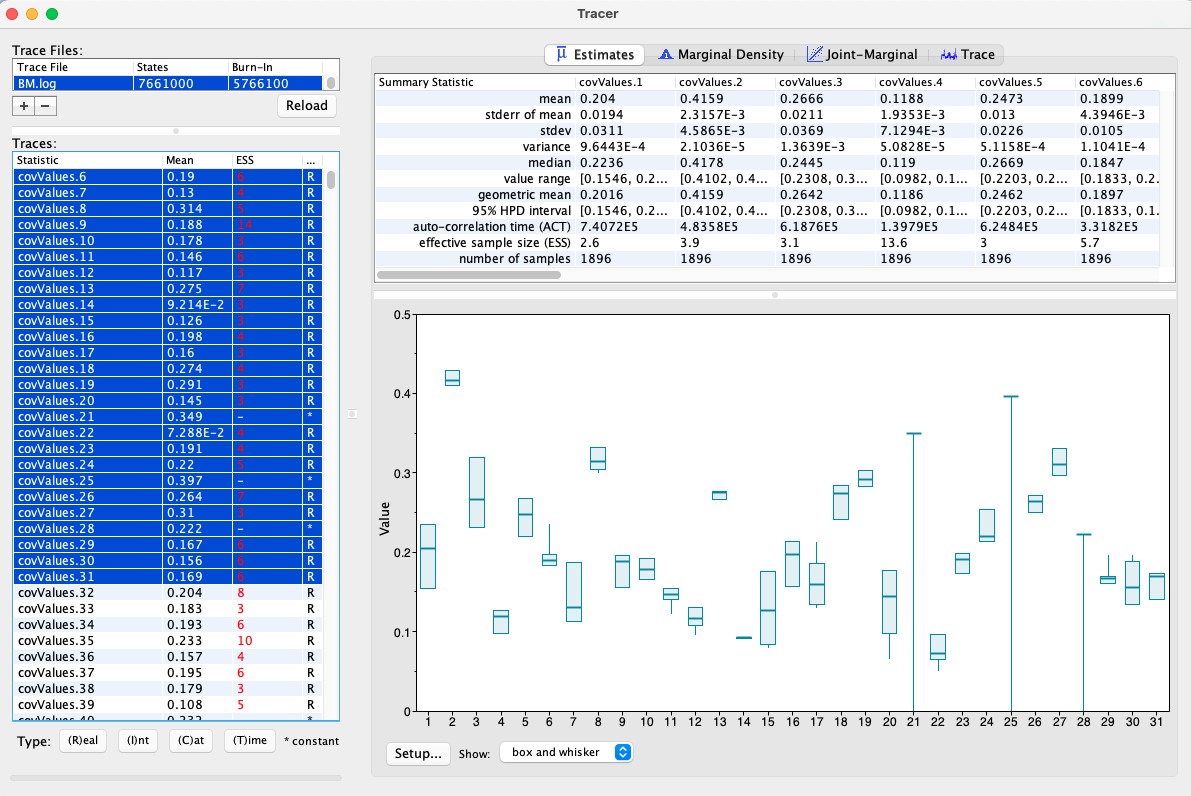 Tracer
Trace Files:
Trace File States Burn-In
BM.log 7661000 5766100
+ − Reload
Traces:
Statistic Mean ESS ...
covValues.6 0.19 6 R
covValues.7 0.13 4 R
covValues.8 0.314 5 R
covValues.9 0.188 14 R
covValues.10 0.178 3 R
covValues.11 0.146 6 R
covValues.12 0.117 3 R
covValues.13 0.275 7 R
covValues.14 9.214E-2 3 R
covValues.15 0.126 3 R
covValues.16 0.198 4 R
covValues.17 0.16 3 R
covValues.18 0.274 4 R
covValues.19 0.291 3 R
covValues.20 0.145 3 R
covValues.21 0.349 - *
covValues.22 7.288E-2 4 R
covValues.23 0.191 4 R
covValues.24 0.22 5 R
covValues.25 0.397 - *
covValues.26 0.264 7 R
covValues.27 0.31 3 R
covValues.28 0.222 - *
covValues.29 0.167 6 R
covValues.30 0.156 6 R
covValues.31 0.169 6 R
covValues.32 0.204 8 R
covValues.33 0.183 3 R
covValues.34 0.193 6 R
covValues.35 0.233 10 R
covValues.36 0.157 4 R
covValues.37 0.195 6 R
covValues.38 0.179 3 R
covValues.39 0.108 5 R
Type: (R)eal (I)nt (C)at (T)ime * constant
Estimates Marginal Density Joint-Marginal Trace
Summary Statistic covValues.1 covValues.2 covValues.3 covValues.4 covValues.5 covValues.6
mean 0.204 0.4159 0.2666 0.1188 0.2473 0.1899
stderr of mean 0.0194 2.3157E-3 0.0211 1.9353E-3 0.013 4.3946E-3
stdev 0.0311 4.5865E-3 0.0369 7.1294E-3 0.0226 0.0105
variance 9.6443E-4 2.1036E-5 1.3639E-3 5.0828E-5 5.1158E-4 1.1041E-4
median 0.2236 0.4178 0.2445 0.119 0.2669 0.1847
value range [0.1546, 0.2... [0.4102, 0.4... [0.2308, 0.3... [0.0982, 0.1... [0.2203, 0.2... [0.1833, 0.2.
geometric mean 0.2016 0.4159 0.2642 0.1186 0.2462 0.1897
95% HPD interval [0.1546, 0.2... [0.4102, 0.4... [0.2308, 0.3... [0.0982, 0.1... [0.2203, 0.2... [0.1833, 0.1.
auto-correlation time (ACT) 7.4072E5 4.8358E5 6.1876E5 1.3979E5 6.2484E5 3.3182E5
effective sample size (ESS) 2.6 3.9 3.1 13.6 3 5.7
number of samples 1896 1896 1896 1896 1896 1896
0.5
0.4
0.3
0.2
0.1
0
Value
1 2 3 4 5 6 7 8 9 10 11 12 13 14 15 16 17 18 19 20 21 22 23 24 25 26 27 28 29 30 31
Setup... Show: box and whisker